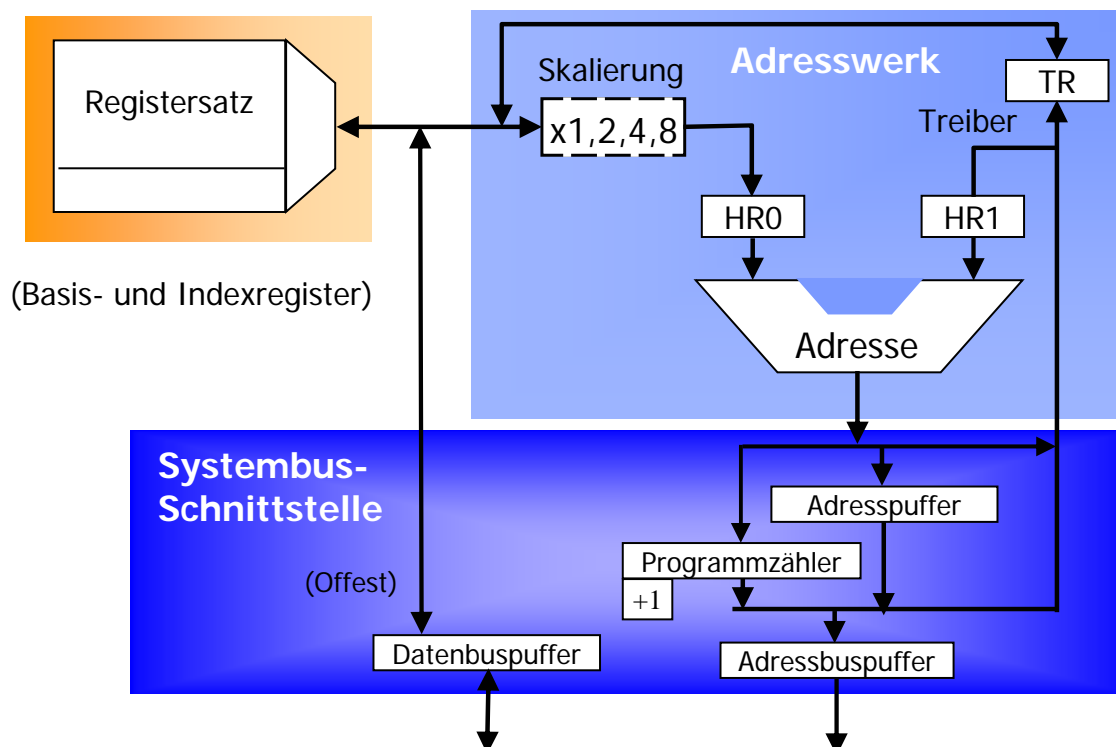 Adresswerk
Skalierung
TR
Registersatz
x1,2,4,8
Treiber
HR0
HR1
(Basis- und Indexregister)
Adresse
Systembus-
Schnittstelle
Adresspuffer
Programmzähler
(Offest)
+1
Datenbuspuffer
Adressbuspuffer